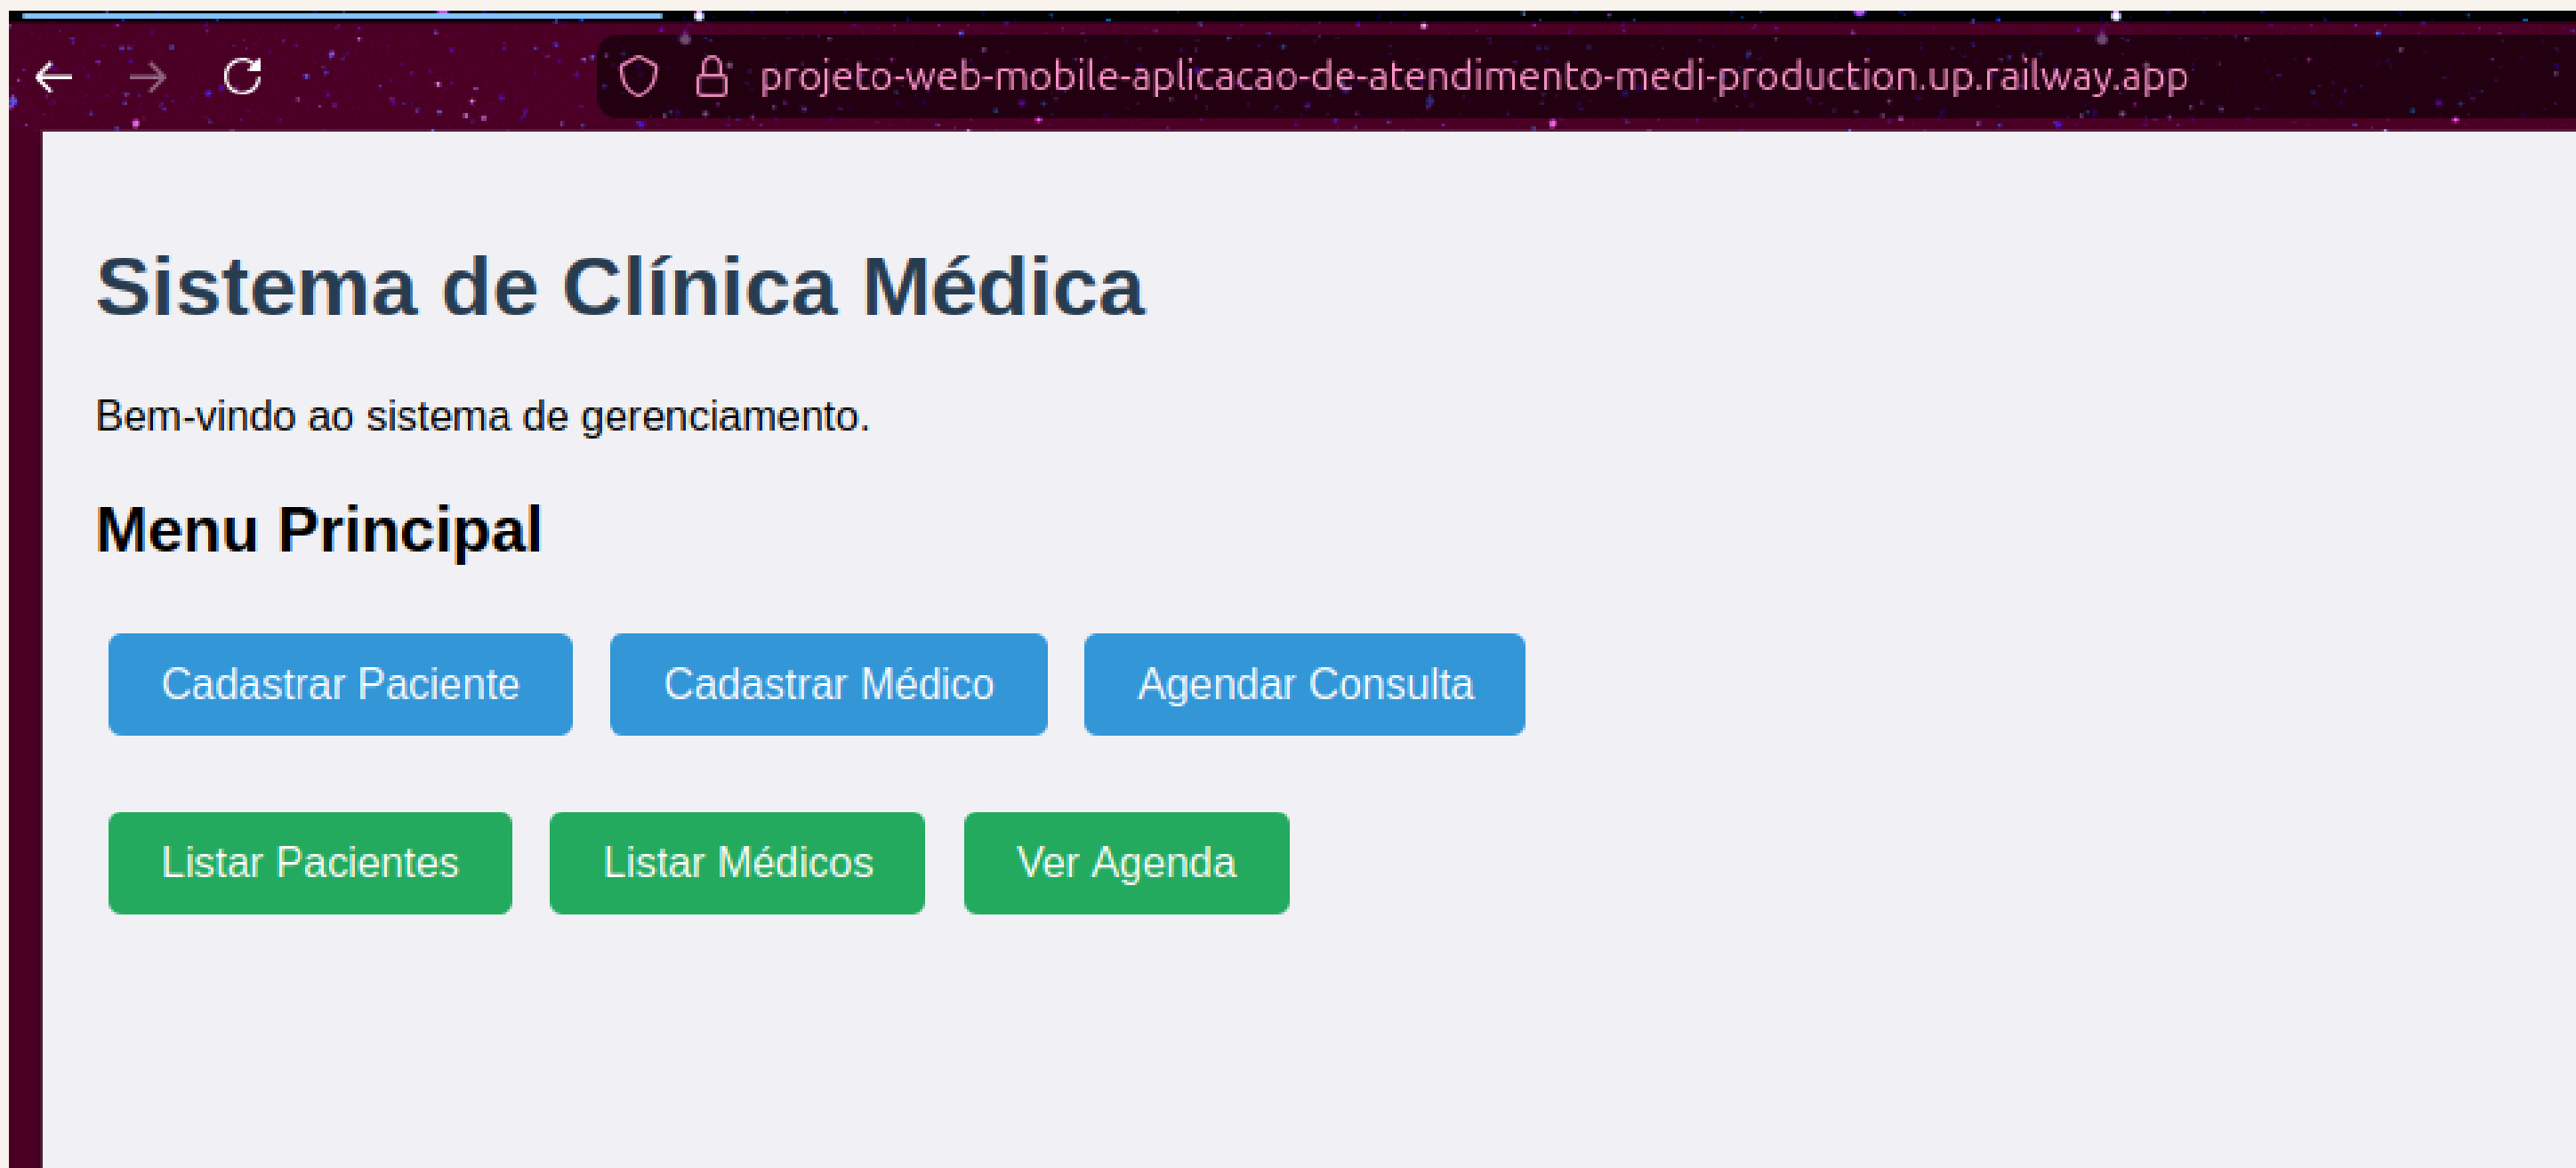 projeto-web-mobile-aplicacao-de-atendimento-medi-production.up.railway.app
Sistema de Clínica Médica
Bem-vindo ao sistema de gerenciamento.
Menu Principal
Cadastrar Paciente Cadastrar Médico Agendar Consulta
Listar Pacientes Listar Médicos Ver Agenda